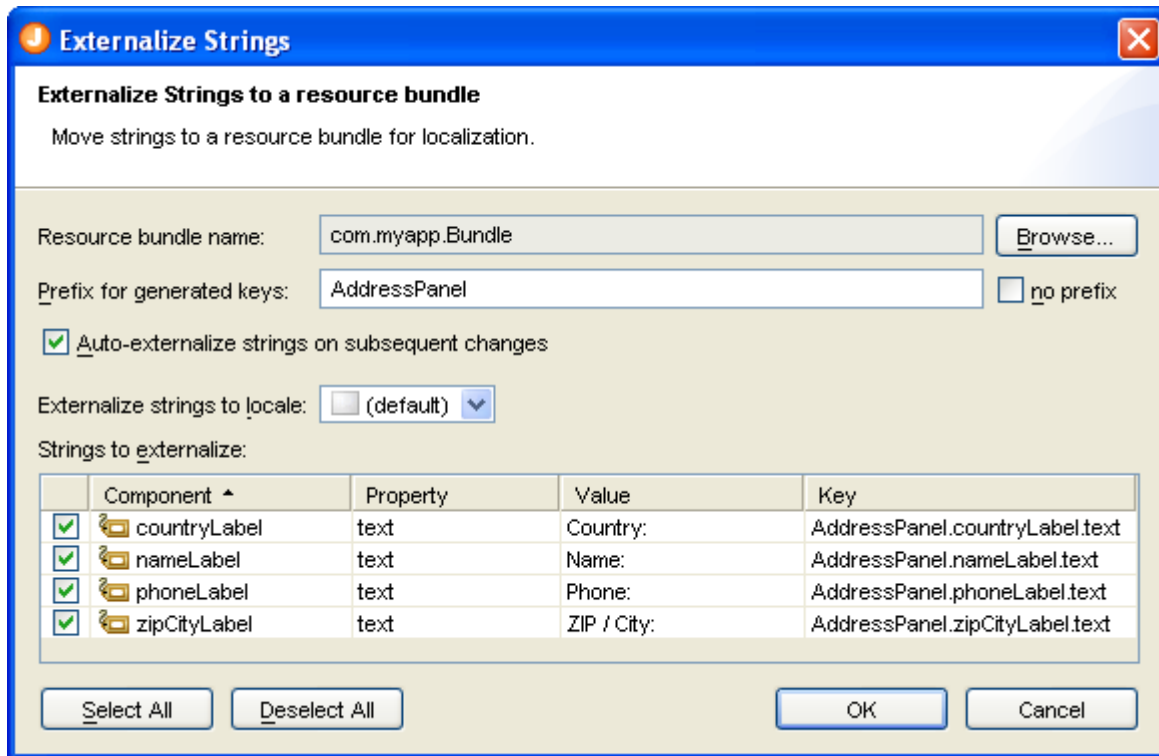 Externalize Strings
Externalize Strings to a resource bundle
Move strings to a resource bundle for localization.
Resource bundle name: com.myapp.Bundle Browse...
Prefix for generated keys: AddressPanel no prefix
Auto-externalize strings on subsequent changes
Externalize strings to locale: (default)
Strings to externalize:
Component Property Value Key
countryLabel text Country: AddressPanel.countryLabel.text
nameLabel text Name: AddressPanel.nameLabel.text
phoneLabel text Phone: AddressPanel.phoneLabel.text
zipCityLabel text ZIP / City: AddressPanel.zipCityLabel.text
Select All Deselect All OK Cancel